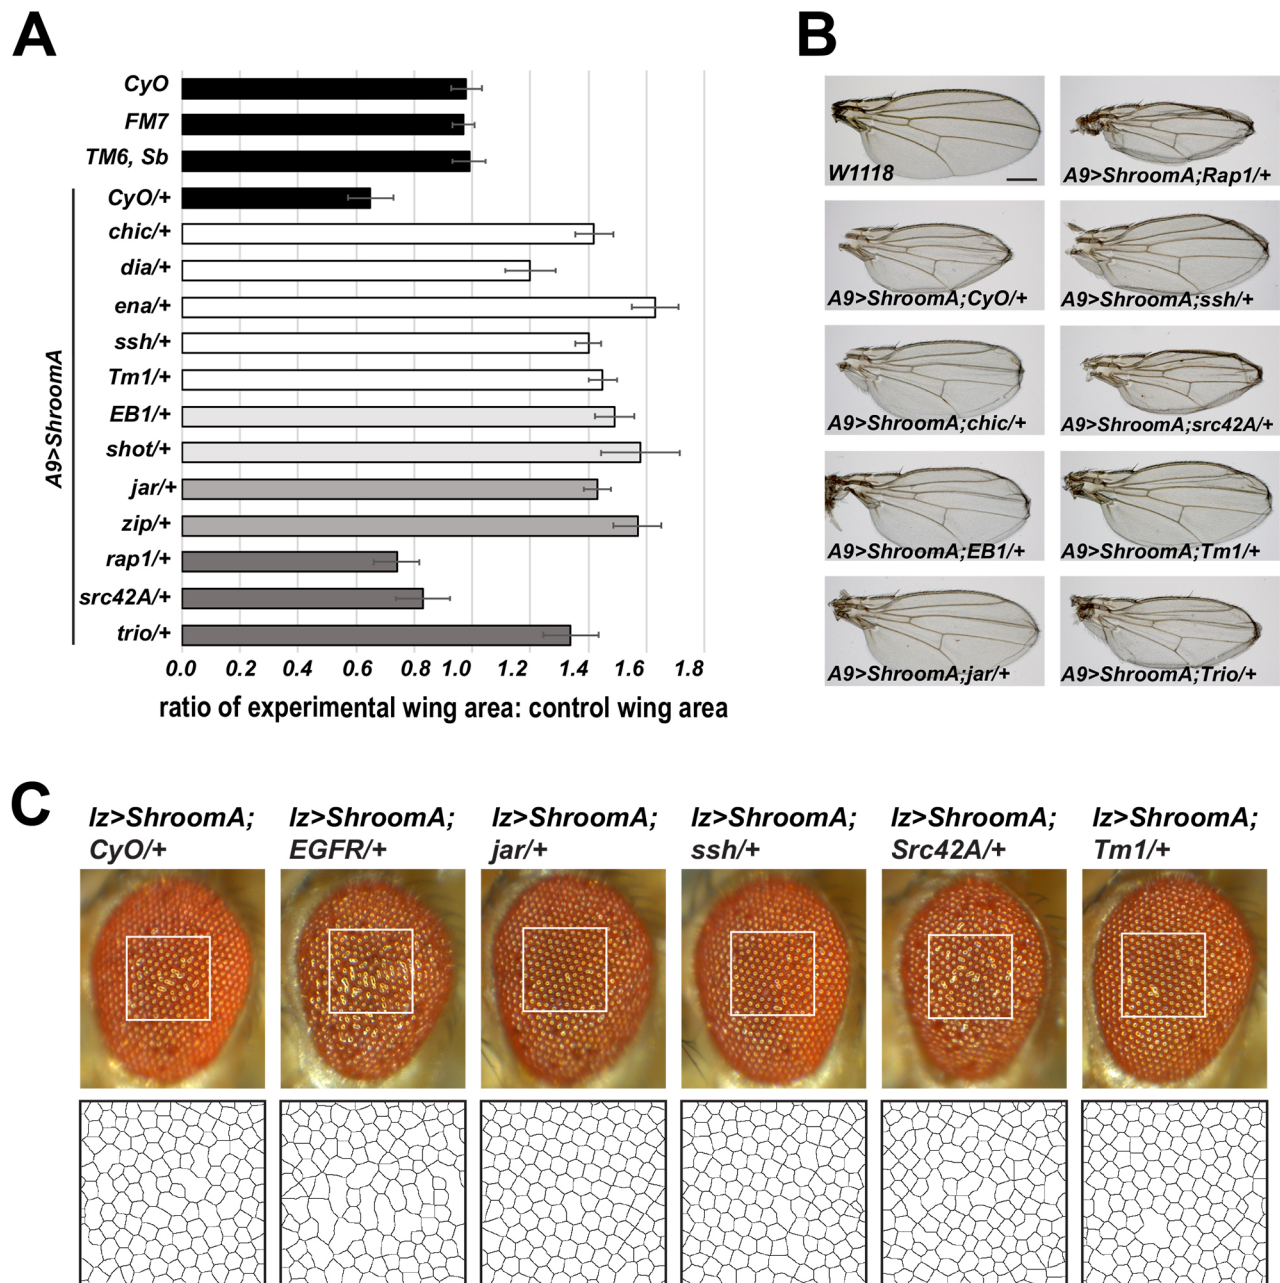 A
CyO
FM7
TM6, Sb
CyO/+
chic/+
dia/+
ena/+
ssh/+
Tm1/+
EB1/+
shot/+
jar/+
zip/+
rap1/+
src42A/+
trio/+
A9>ShroomA
0.0 0.2 0.4 0.6 0.8 1.0 1.2 1.4 1.6 1.8
ratio of experimental wing area: control wing area
B
W1118
A9>ShroomA;Rap1/+
A9>ShroomA;CyO/+
A9>ShroomA;ssh/+
A9>ShroomA;chic/+
A9>ShroomA;src42A/+
A9>ShroomA;EB1/+
A9>ShroomA;Tm1/+
A9>ShroomA;jar/+
A9>ShroomA;Trio/+
C
lz>ShroomA;
CyO/+
lz>ShroomA;
EGFR/+
lz>ShroomA;
jar/+
lz>ShroomA;
ssh/+
lz>ShroomA;
Src42A/+
lz>ShroomA;
Tm1/+